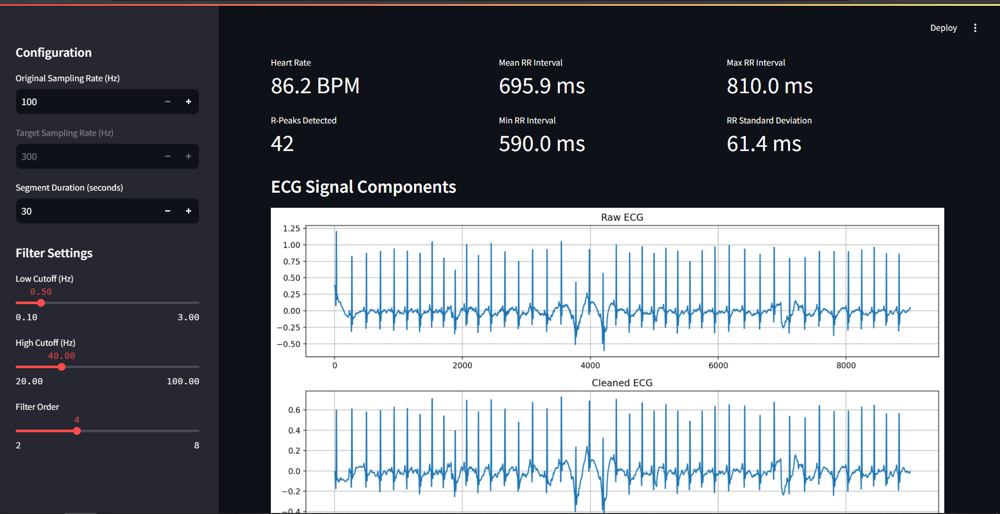 Deploy
Configuration
Original Sampling Rate (Hz)
100
Target Sampling Rate (Hz)
300
Segment Duration (seconds)
30
Filter Settings
Low Cutoff (Hz)
0.50
0.10 3.00
High Cutoff (Hz)
40.00
20.00 100.00
Filter Order
4
2 8
Heart Rate
86.2 BPM
Mean RR Interval
695.9 ms
Max RR Interval
810.0 ms
R-Peaks Detected
42
Min RR Interval
590.0 ms
RR Standard Deviation
61.4 ms
ECG Signal Components
Raw ECG
1.25
1.00
0.75
0.50
0.25
0.00
−0.25
−0.50
0 2000 4000 6000 8000
Cleaned ECG
0.6
0.4
0.2
0.0
−0.2
−0.4